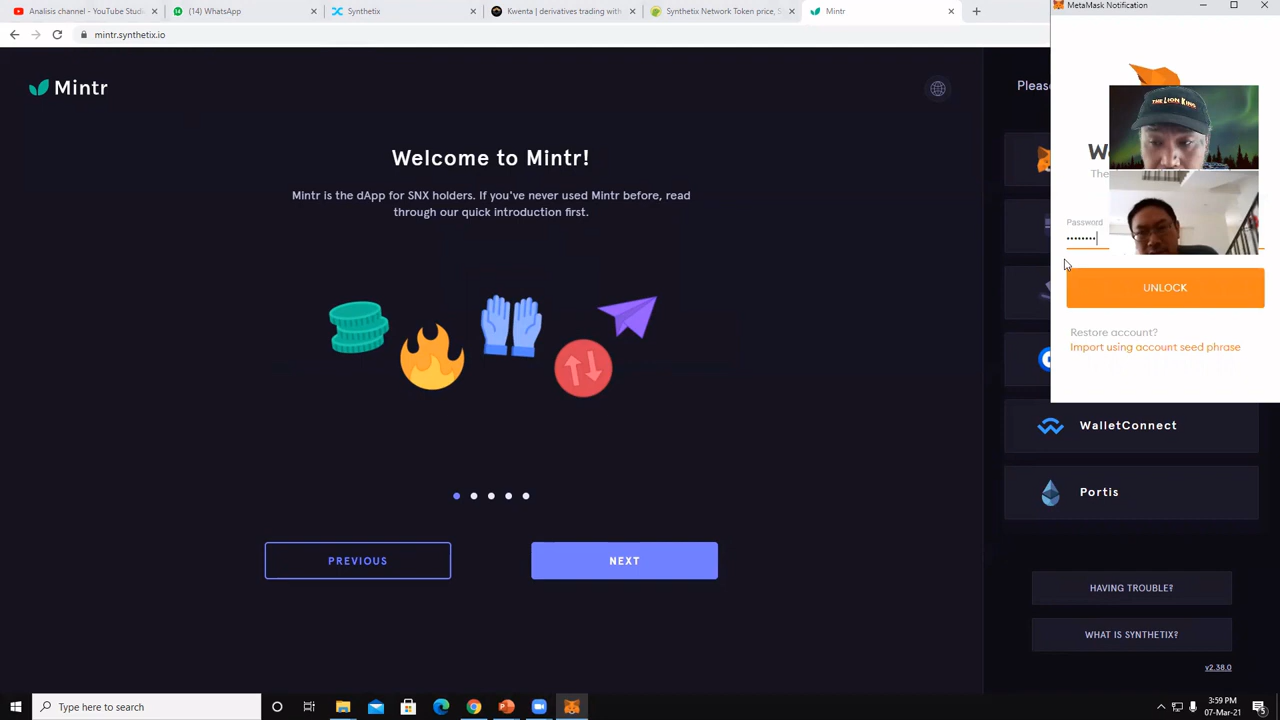 Analisis channel - YouTube Studi
(14) WhatsApp
Synthetix
Kwenta | derivatives trading with
Synthetix Network Token price, S
Mintr
MetaMask Notification
mintr.synthetix.io
Mintr
Pleas
THE LION KING
We
The
Welcome to Mintr!
Mintr is the dApp for SNX holders. If you've never used Mintr before, read
through our quick introduction first.
Password
UNLOCK
Restore account?
Import using account seed phrase
WalletConnect
Portis
PREVIOUS
NEXT
HAVING TROUBLE?
WHAT IS SYNTHETIX?
v2.38.0
Type here to search
3:59 PM
07-Mar-21
5